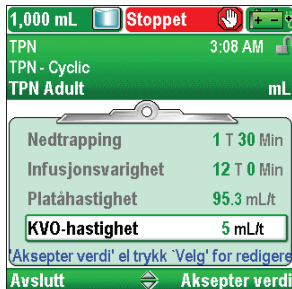 1,000 mL Stoppet
TPN 3:08 AM
TPN - Cyclic
TPN Adult mL
Nedtrapping 1 T 30 Min
Infusjonsvarighet 12 T 0 Min
Platåhastighet 95.3 mL/t
KVO-hastighet 5 mL/t
'Aksepter verdi' el trykk `Velg' for redigere
Avslutt Aksepter verdi